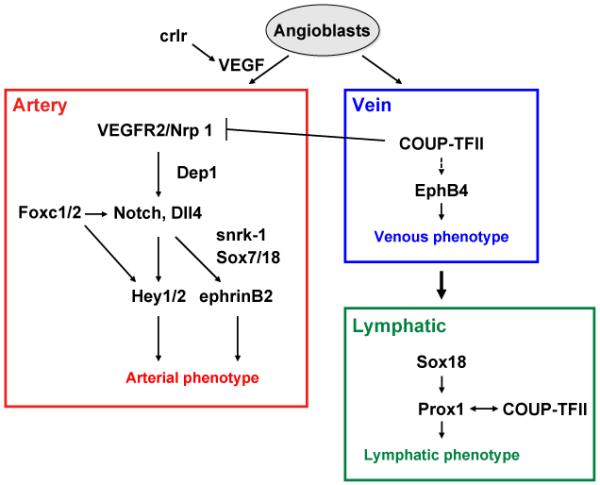 Angioblasts
crlr
VEGF
Artery
VEGFR2/Nrp 1
Dep1
Foxc1/2
Notch, Dll4
snrk-1
Sox7/18
Hey1/2
ephrinB2
Arterial phenotype
Vein
COUP-TFII
EphB4
Venous phenotype
Lymphatic
Sox18
Prox1
COUP-TFII
Lymphatic phenotype